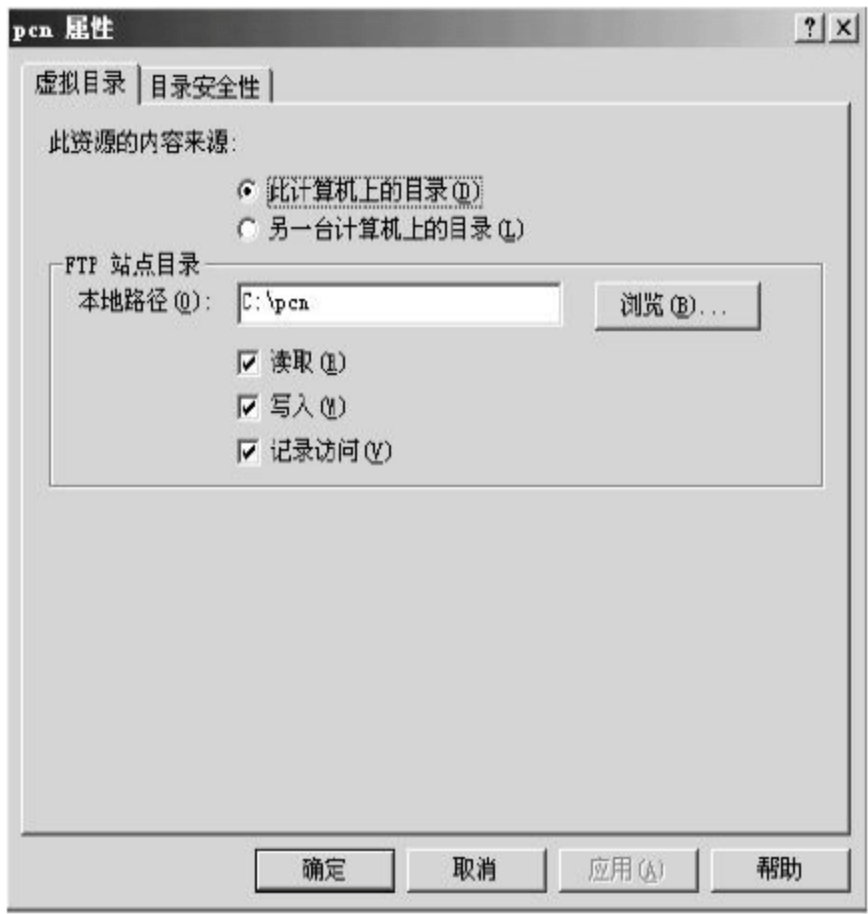 pcn 属性
虚拟目录 目录安全性
此资源的内容来源:
此计算机上的目录(D)
另一台计算机上的目录(L)
FTP 站点目录
本地路径(O): C:\pcn 浏览(B)...
读取(R)
写入(W)
记录访问(V)
确定 取消 应用(A) 帮助